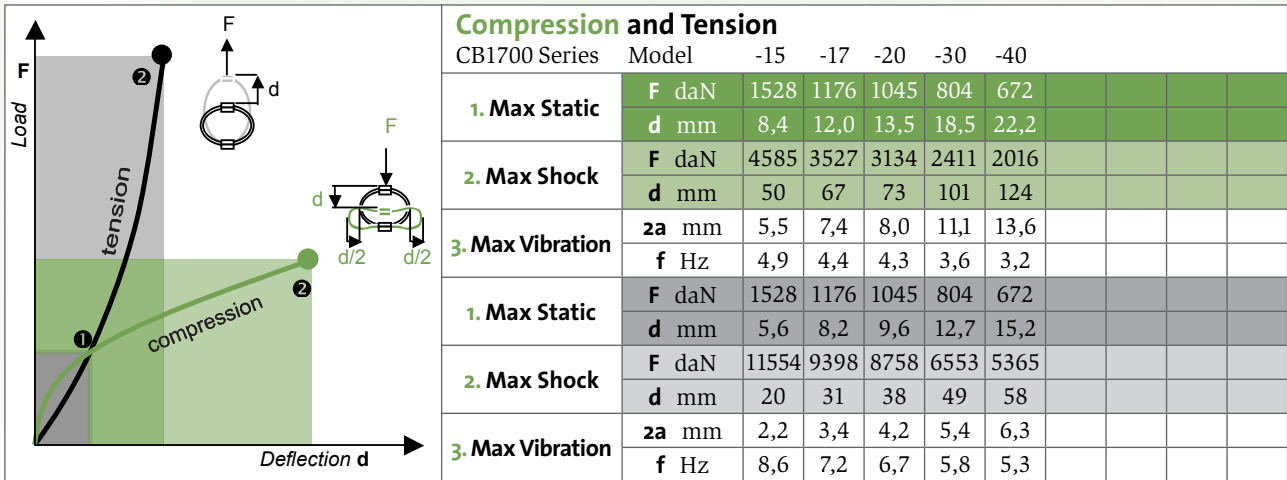 F
Load
tension
compression
Deflection d
❶
❷
❷
F
d
F
d
d/2 d/2
Compression and Tension
CB1700 Series Model -15 -17 -20 -30 -40
1. Max Static
F daN 1528 1176 1045 804 672
d mm 8,4 12,0 13,5 18,5 22,2
2. Max Shock
F daN 4585 3527 3134 2411 2016
d mm 50 67 73 101 124
3. Max Vibration
2a mm 5,5 7,4 8,0 11,1 13,6
f Hz 4,9 4,4 4,3 3,6 3,2
1. Max Static
F daN 1528 1176 1045 804 672
d mm 5,6 8,2 9,6 12,7 15,2
2. Max Shock
F daN 11554 9398 8758 6553 5365
d mm 20 31 38 49 58
3. Max Vibration
2a mm 2,2 3,4 4,2 5,4 6,3
f Hz 8,6 7,2 6,7 5,8 5,3